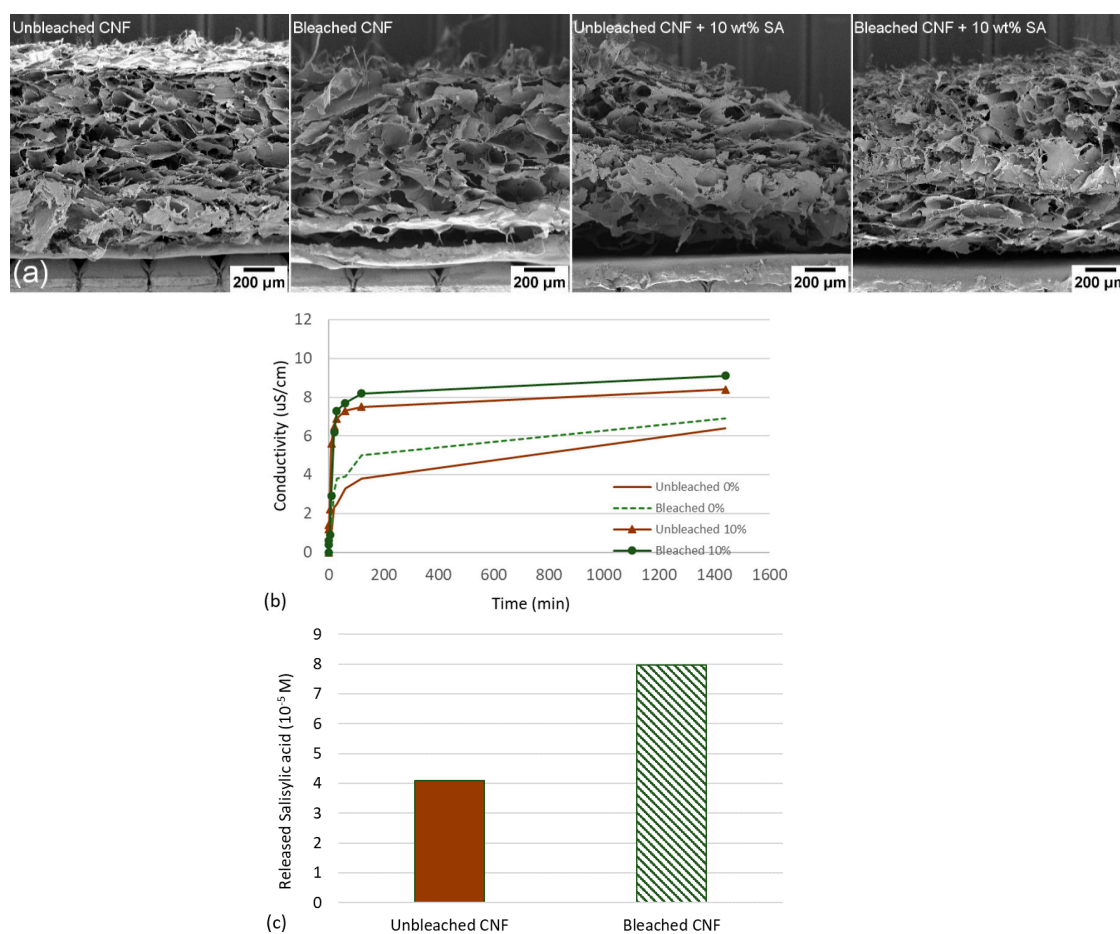 Unbleached CNF
Bleached CNF
Unbleached CNF + 10 wt% SA
Bleached CNF + 10 wt% SA
(a)
200 µm
200 µm
200 µm
200 µm
12
10
8
6
4
2
0
Conductivity (uS/cm)
Unbleached 0%
Bleached 0%
Unbleached 10%
Bleached 10%
0 200 400 600 800 1000 1200 1400 1600
(b)
Time (min)
9
8
7
6
5
4
3
2
1
0
Released Salisylic acid (10⁻⁵ M)
(c)
Unbleached CNF
Bleached CNF